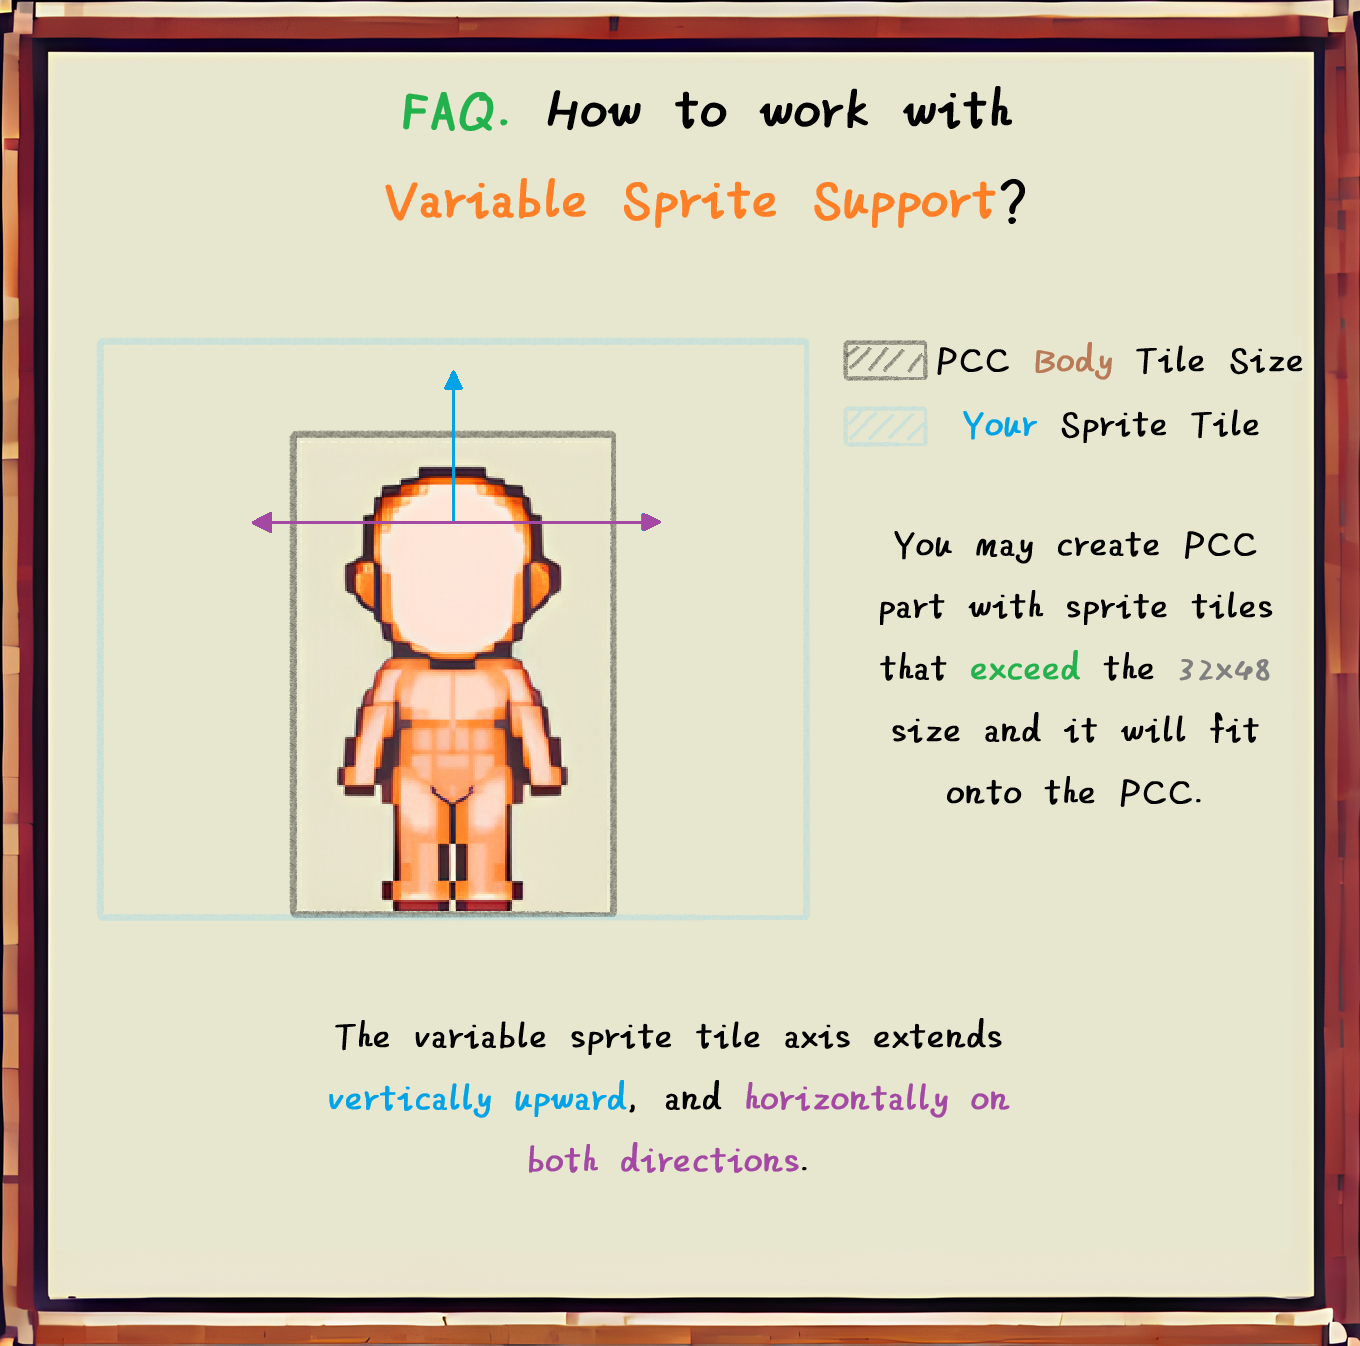 FAQ. How to work with
Variable Sprite Support?
PCC Body Tile Size
Your Sprite Tile
You may create PCC
part with sprite tiles
that exceed the 32x48
size and it will fit
onto the PCC.
The variable sprite tile axis extends
vertically upward, and horizontally on
both directions.